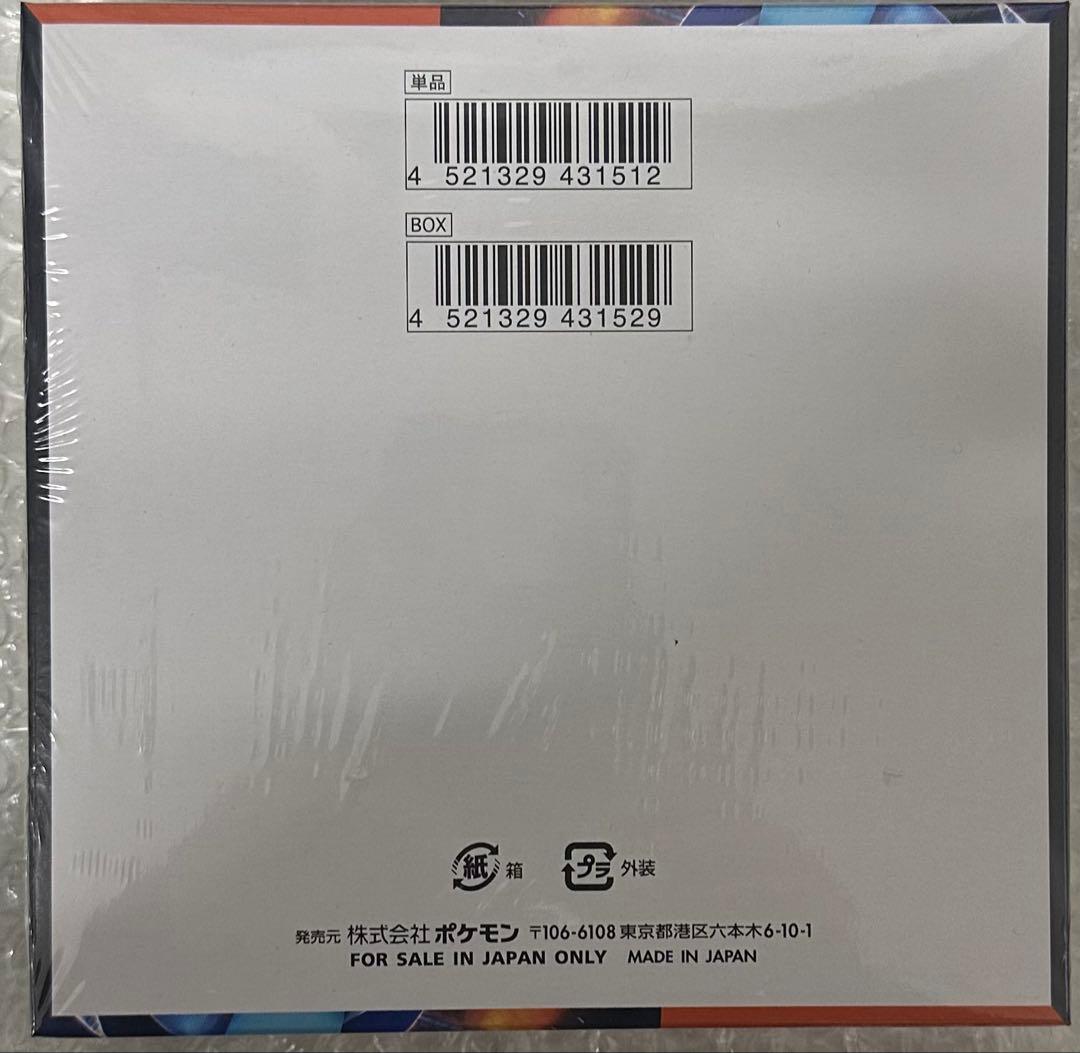 単品
4 521329 431512
BOX
4 521329 431529
紙 箱 プラ 外装
発売元 株式会社ポケモン 〒106-6108 東京都港区六本木6-10-1
FOR SALE IN JAPAN ONLY MADE IN JAPAN